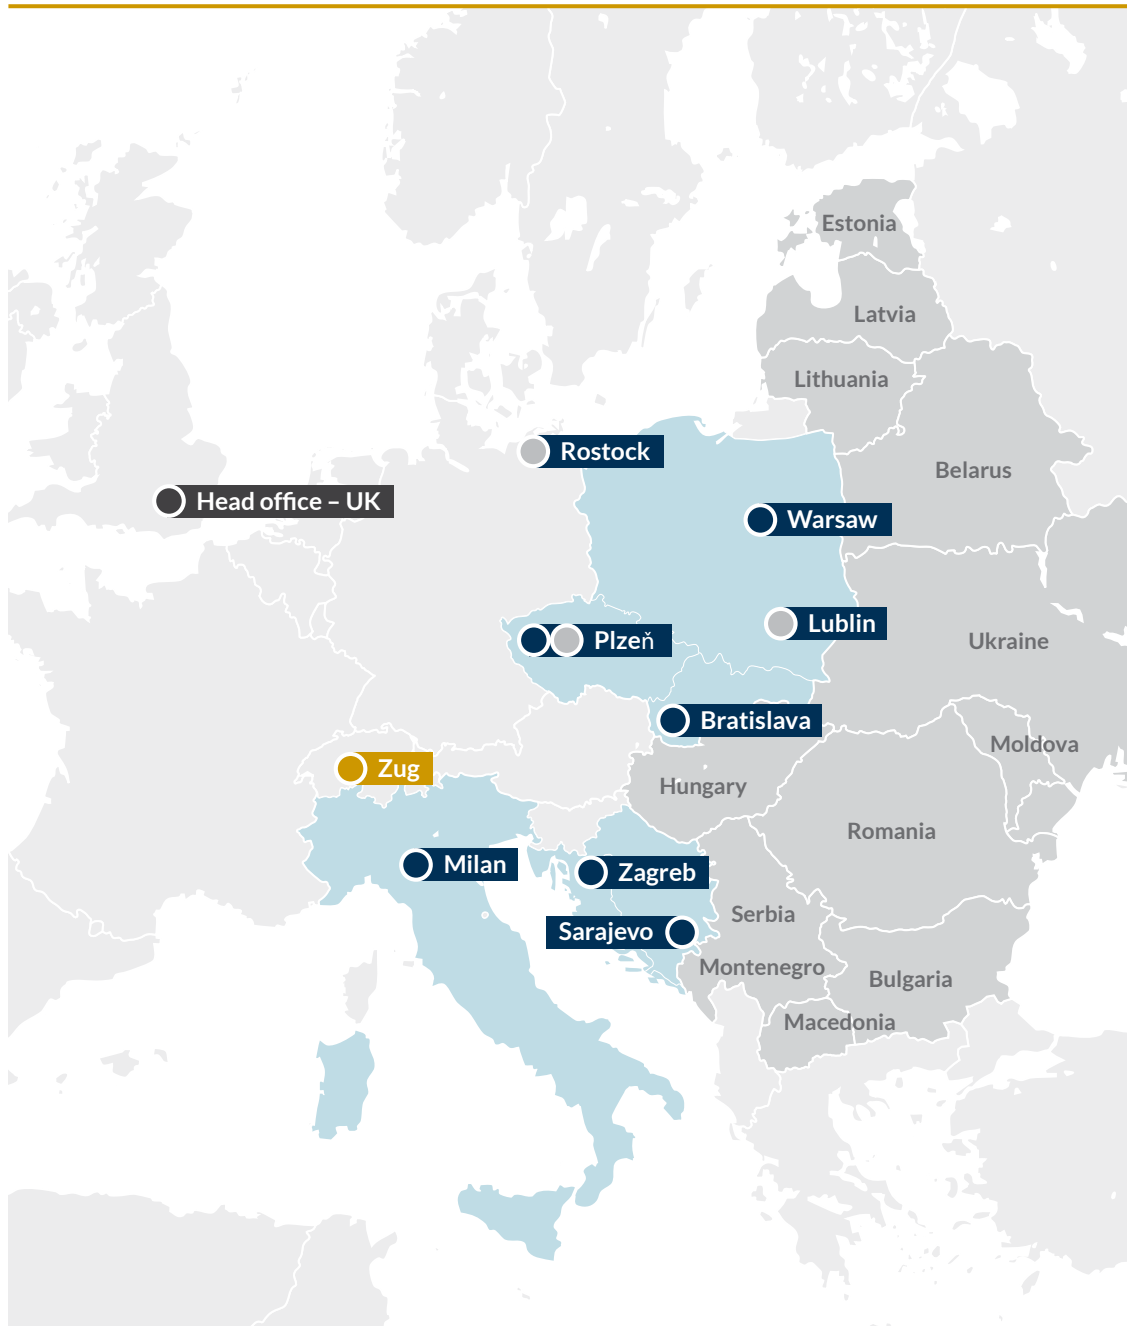 Estonia
Latvia
Lithuania
Rostock
Belarus
Head office – UK
Warsaw
Lublin
Plzeň
Ukraine
Bratislava
Moldova
Zug
Hungary
Romania
Milan
Zagreb
Serbia
Sarajevo
Montenegro
Bulgaria
Macedonia